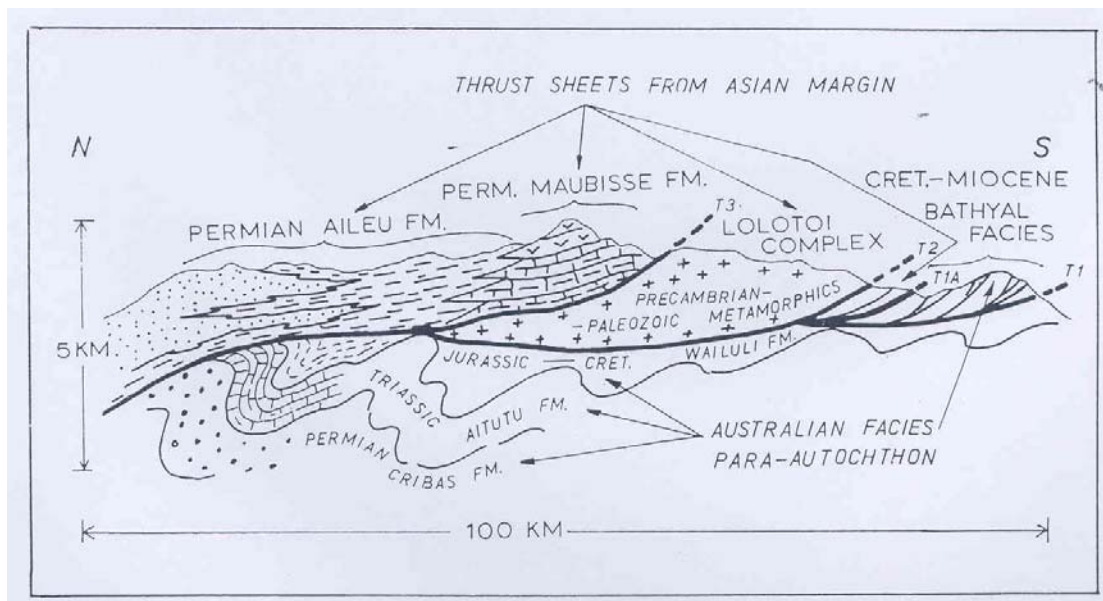 THRUST SHEETS FROM ASIAN MARGIN
N
S
PERM. MAUBISSE FM.
CRET.-MIOCENE
BATHYAL
FACIES
PERMIAN AILEU FM.
T3.
LOLOTOI
COMPLEX
T2
T1A
T1
PRECAMBRIAN-
METAMORPHICS
-PALEOZOIC
5 KM.
JURASSIC — CRET.
WAILULI FM.
TRIASSIC
AITUTU FM.
PERMIAN
CRIBAS FM.
AUSTRALIAN FACIES
PARA-AUTOCHTHON
100 KM